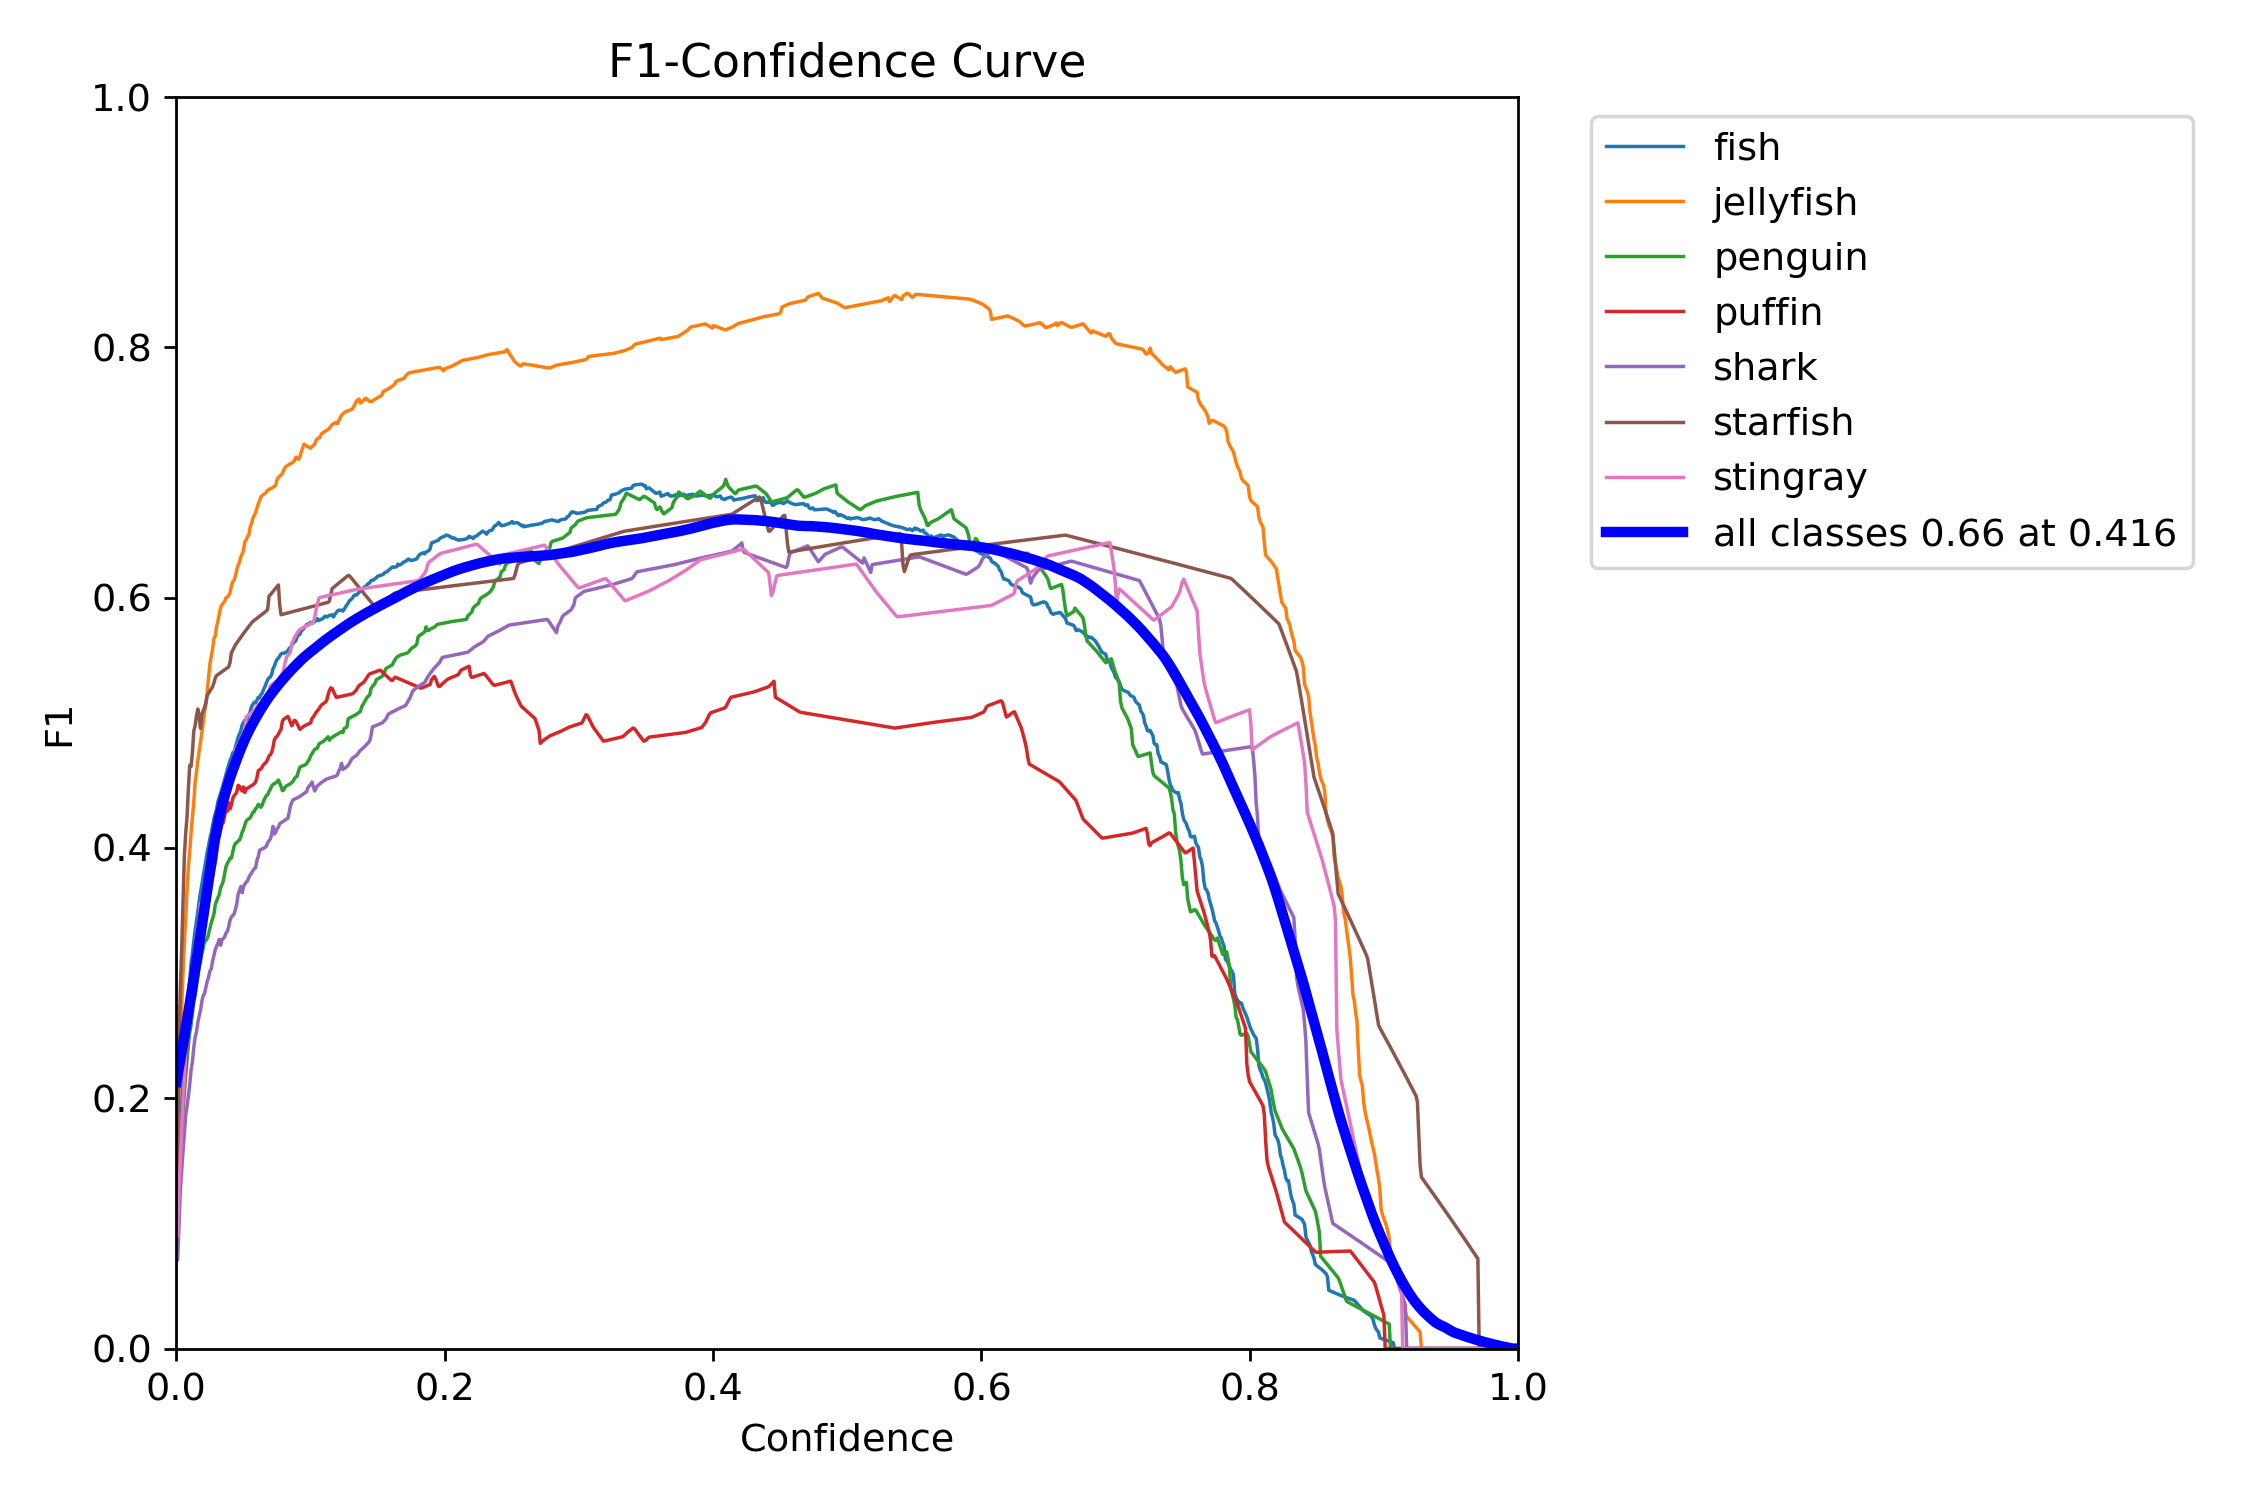 F1-Confidence Curve
1.0
0.8
0.6
0.4
0.2
0.0
F1
0.0 0.2 0.4 0.6 0.8 1.0
Confidence
fish
jellyfish
penguin
puffin
shark
starfish
stingray
all classes 0.66 at 0.416